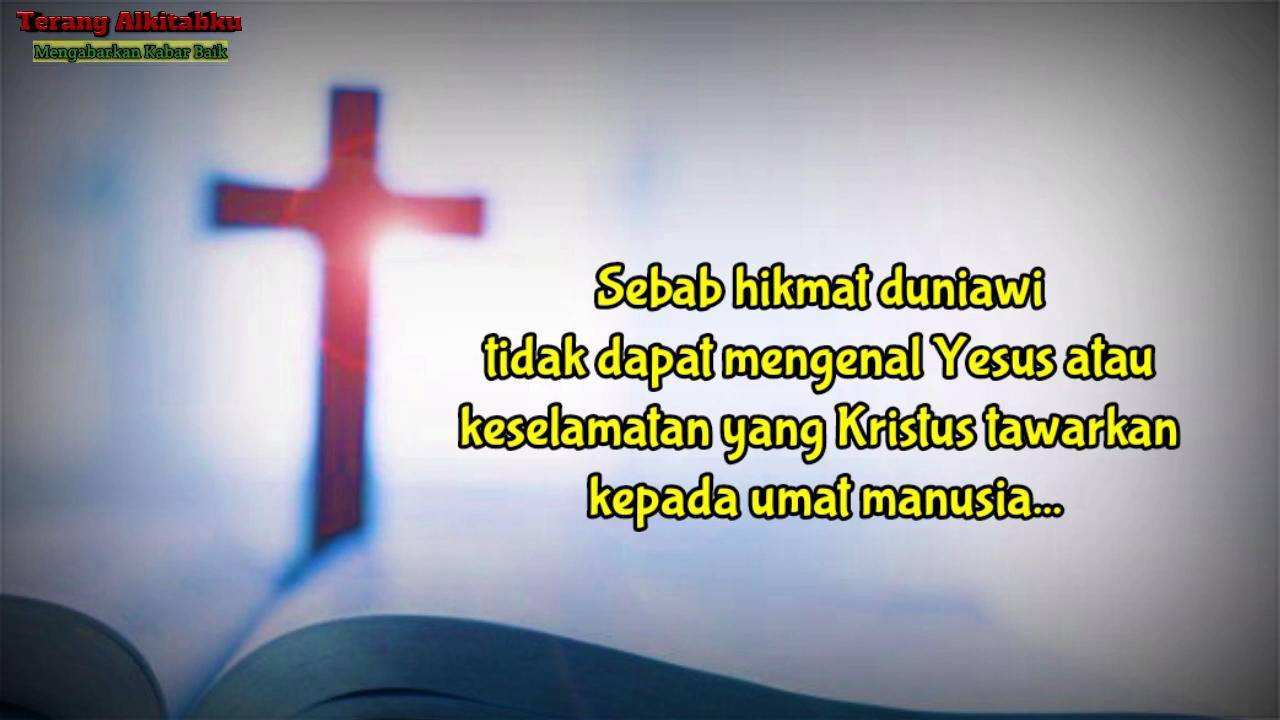 Terang Alkitabku
Mengabarkan Kabar Baik
Sebab hikmat duniawi
tidak dapat mengenal Yesus atau
keselamatan yang Kristus tawarkan
kepada umat manusia...